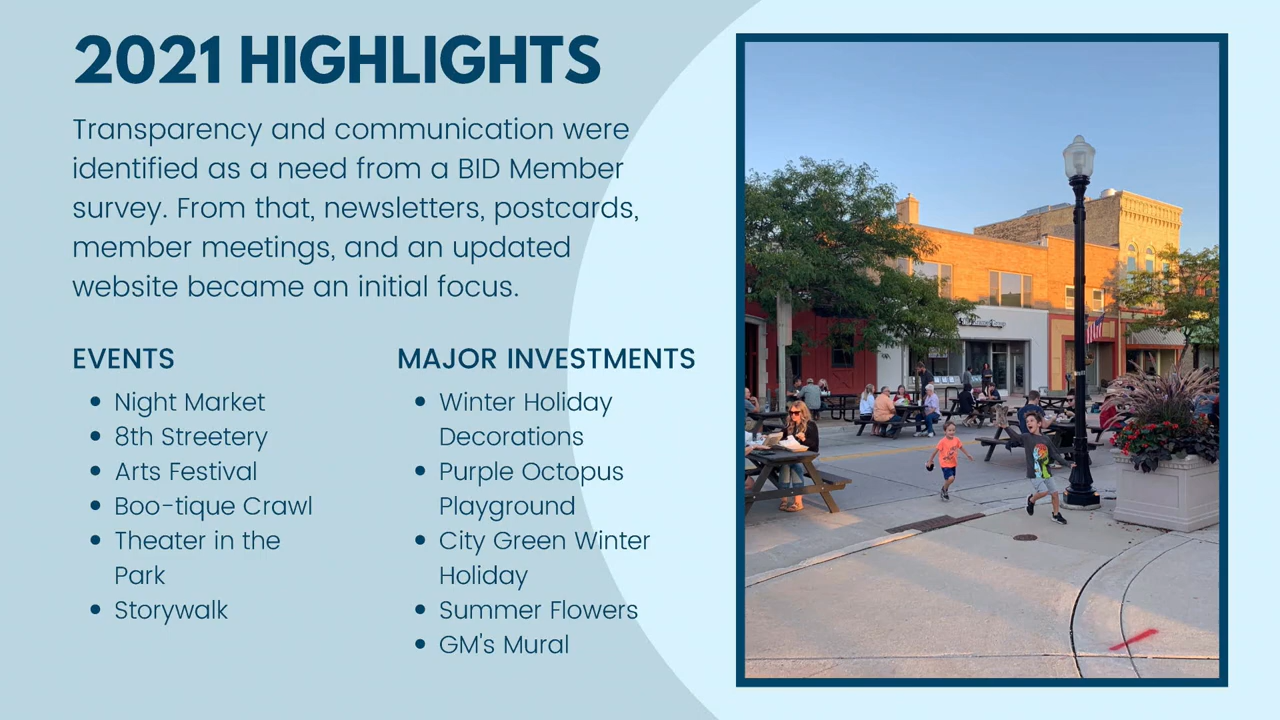 2021 HIGHLIGHTS
Transparency and communication were
identified as a need from a BID Member
survey. From that, newsletters, postcards,
member meetings, and an updated
website became an initial focus.
EVENTS
Night Market
8th Streetery
Arts Festival
Boo-tique Crawl
Theater in the
Park
Storywalk
MAJOR INVESTMENTS
Winter Holiday
Decorations
Purple Octopus
Playground
City Green Winter
Holiday
Summer Flowers
GM's Mural